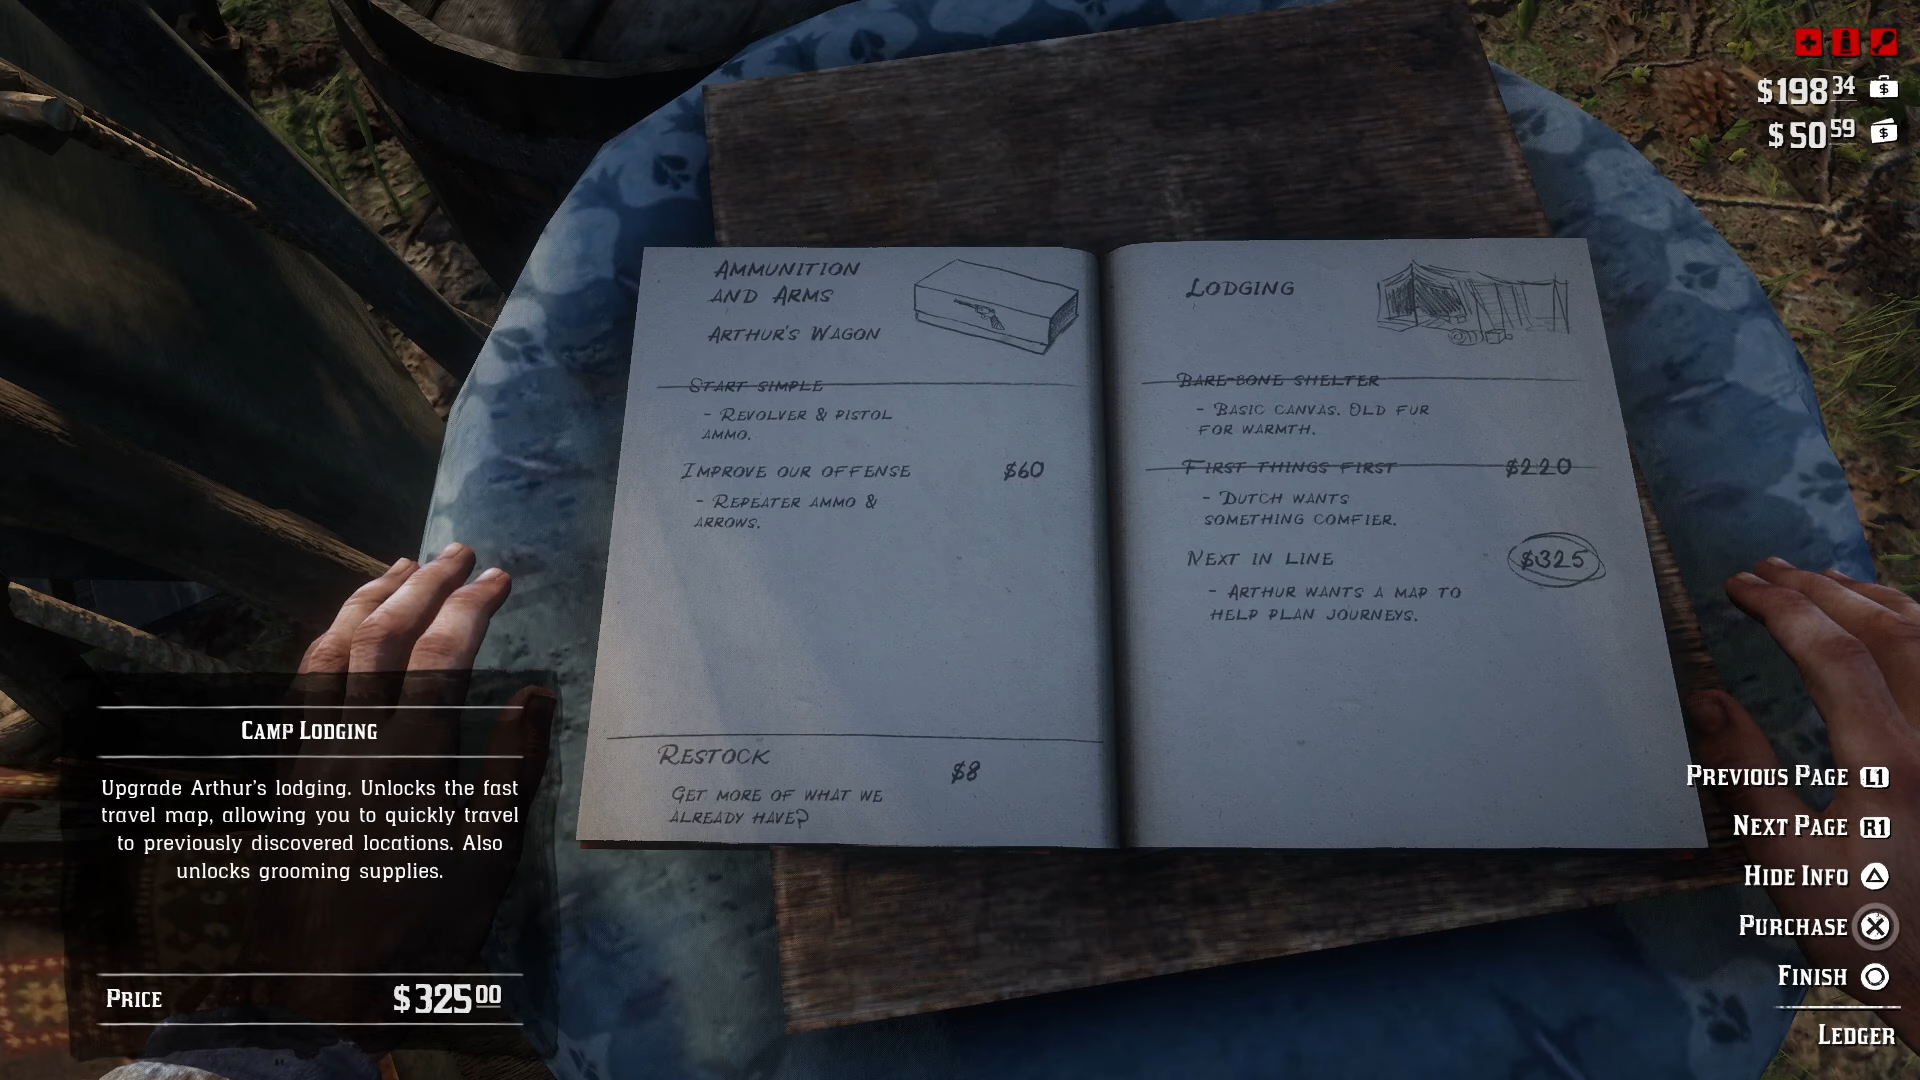 $198 34
$50 59
AMMUNITION
AND ARMS
ARTHUR'S WAGON
START SIMPLE
- REVOLVER & PISTOL
AMMO.
IMPROVE OUR OFFENSE $60
- REPEATER AMMO &
ARROWS.
RESTOCK $8
GET MORE OF WHAT WE
ALREADY HAVE?
LODGING
BARE-BONE SHELTER
- BASIC CANVAS. OLD FUR
FOR WARMTH.
FIRST THINGS FIRST $220
- DUTCH WANTS
SOMETHING COMFIER.
NEXT IN LINE $325
- ARTHUR WANTS A MAP TO
HELP PLAN JOURNEYS.
CAMP LODGING
Upgrade Arthur's lodging. Unlocks the fast
travel map, allowing you to quickly travel
to previously discovered locations. Also
unlocks grooming supplies.
PRICE $325 00
PREVIOUS PAGE L1
NEXT PAGE R1
HIDE INFO
PURCHASE
FINISH
LEDGER